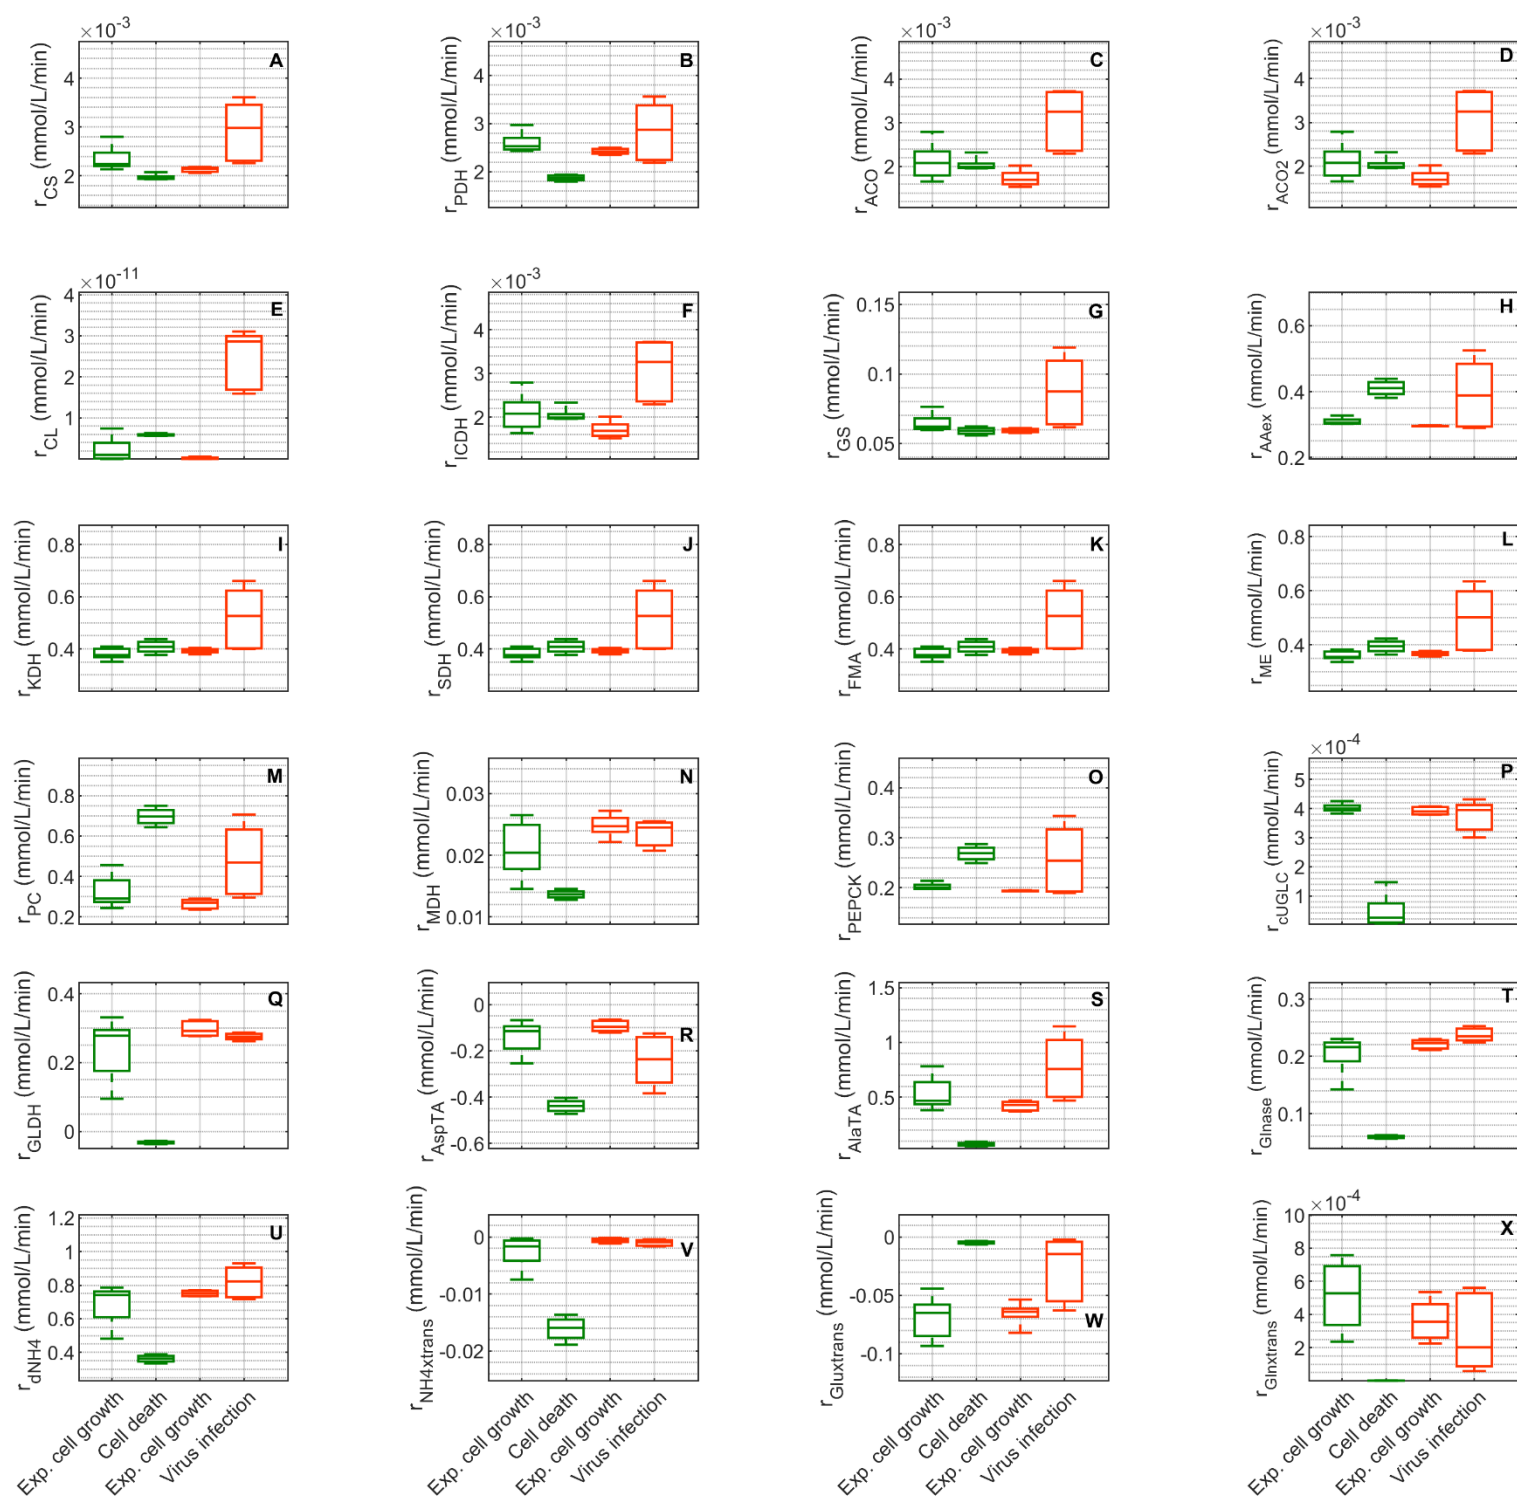 ×10⁻³
A
4
3
2
r_CS (mmol/L/min)
×10⁻³
B
4
3
2
r_PDH (mmol/L/min)
×10⁻³
C
4
3
2
r_ACO (mmol/L/min)
×10⁻³
D
4
3
2
r_ACO2 (mmol/L/min)
×10⁻¹¹
E
4
3
2
1
r_CL (mmol/L/min)
×10⁻³
F
4
3
2
r_ICDH (mmol/L/min)
G
0.15
0.1
0.05
r_GS (mmol/L/min)
H
0.6
0.4
0.2
r_AAex (mmol/L/min)
I
0.8
0.6
0.4
r_KDH (mmol/L/min)
J
0.8
0.6
0.4
r_SDH (mmol/L/min)
K
0.8
0.6
0.4
r_FMA (mmol/L/min)
L
0.8
0.6
0.4
r_ME (mmol/L/min)
M
0.8
0.6
0.4
0.2
r_PC (mmol/L/min)
N
0.03
0.02
0.01
r_MDH (mmol/L/min)
O
0.4
0.3
0.2
r_PEPCK (mmol/L/min)
×10⁻⁴
P
5
4
3
2
1
r_cUGLC (mmol/L/min)
Q
0.4
0.2
0
r_GLDH (mmol/L/min)
R
0
-0.2
-0.4
-0.6
r_AspTA (mmol/L/min)
S
1.5
1
0.5
r_AlaTA (mmol/L/min)
T
0.3
0.2
0.1
r_Glnase (mmol/L/min)
U
1.2
1
0.8
0.6
0.4
r_dNH4 (mmol/L/min)
Exp. cell growth
Cell death
Exp. cell growth
Virus infection
V
0
-0.01
-0.02
r_NH4xtrans (mmol/L/min)
Exp. cell growth
Cell death
Exp. cell growth
Virus infection
W
0
-0.05
-0.1
r_Gluxtrans (mmol/L/min)
Exp. cell growth
Cell death
Exp. cell growth
Virus infection
×10⁻⁴
X
10
8
6
4
2
r_Glnxtrans (mmol/L/min)
Exp. cell growth
Cell death
Exp. cell growth
Virus infection